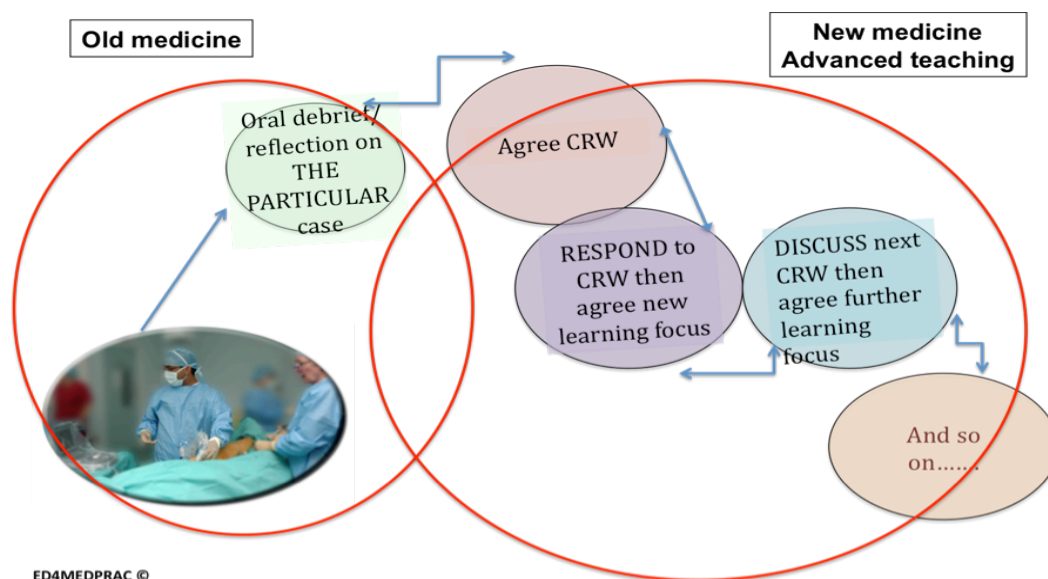 Old medicine
New medicine
Advanced teaching
Oral debrief/
reflection on
THE
PARTICULAR
case
Agree CRW
RESPOND to
CRW then
agree new
learning focus
DISCUSS next
CRW then
agree further
learning
focus
And so
on.......
ED4MEDPRAC ©